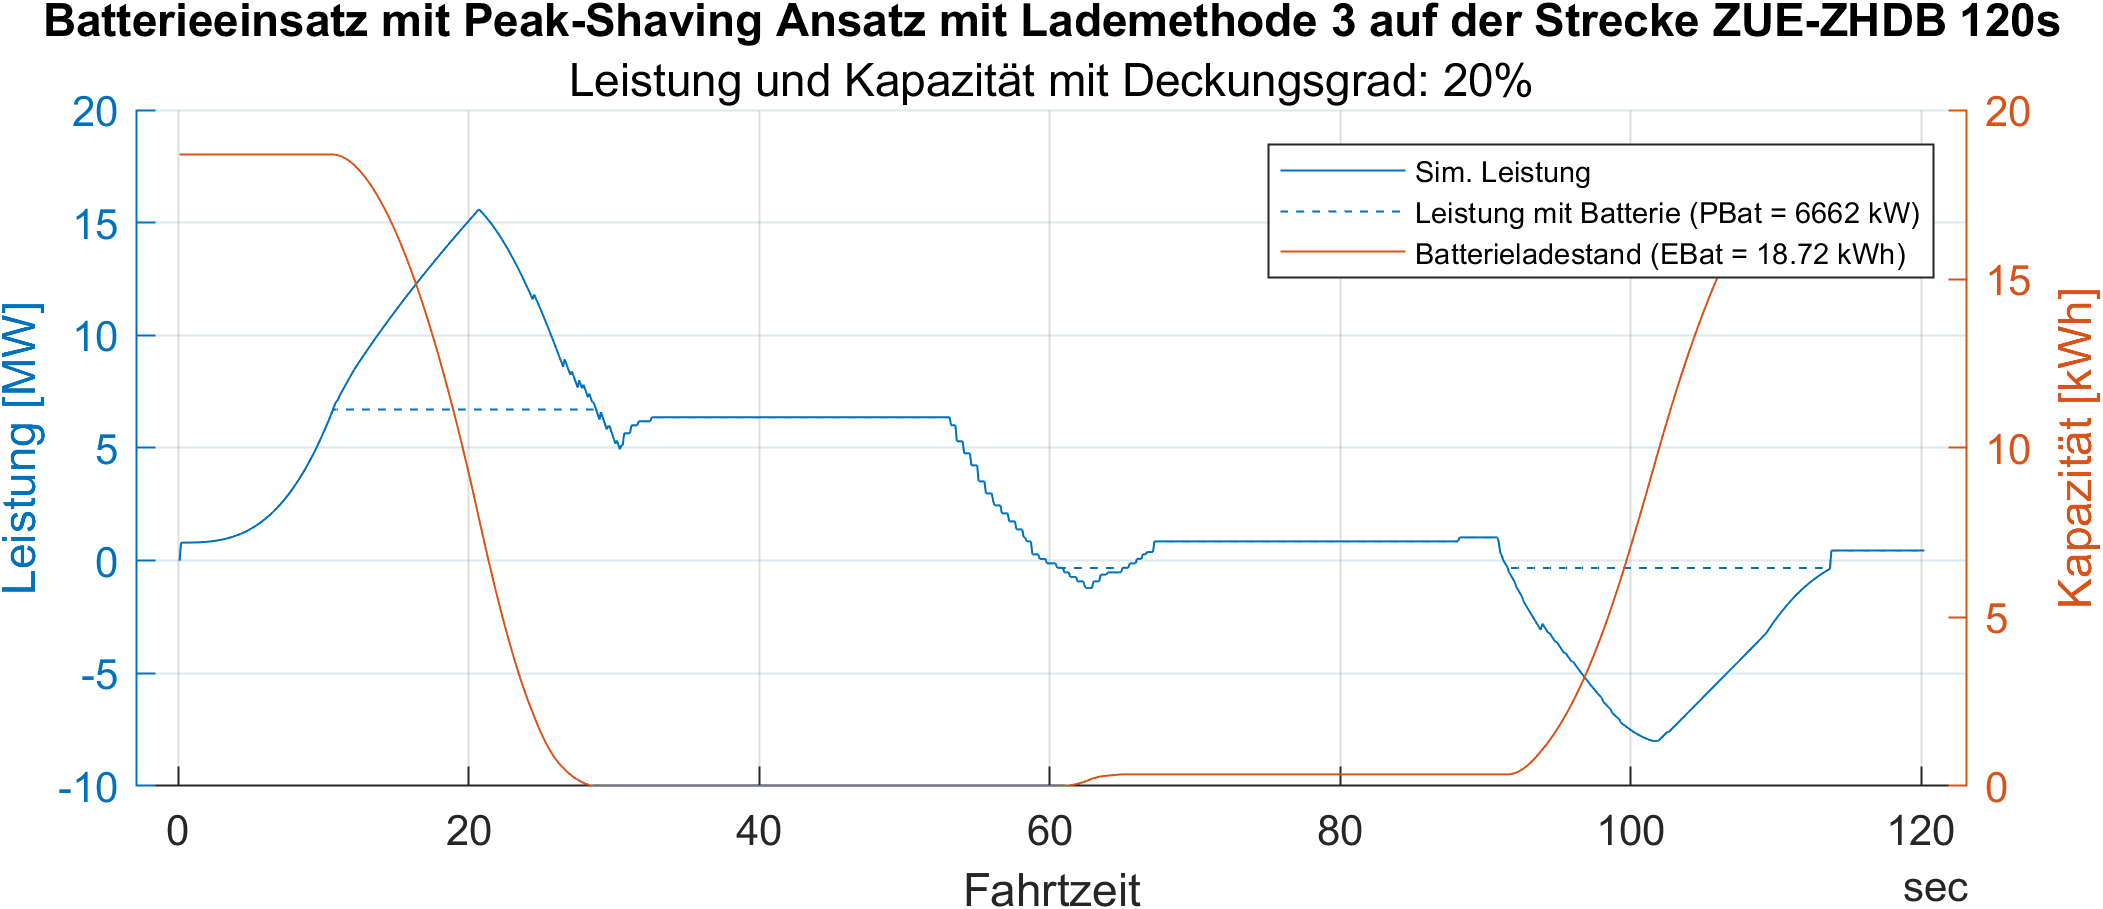 Batterieeinsatz mit Peak-Shaving Ansatz mit Lademethode 3 auf der Strecke ZUE-ZHDB 120s
Leistung und Kapazität mit Deckungsgrad: 20%
Leistung [MW]
20
15
10
5
0
-5
-10
Sim. Leistung
Leistung mit Batterie (PBat = 6662 kW)
Batterieladestand (EBat = 18.72 kWh)
20
15
10
5
0
Kapazität [kWh]
0
20
40
60
80
100
120
Fahrtzeit
sec